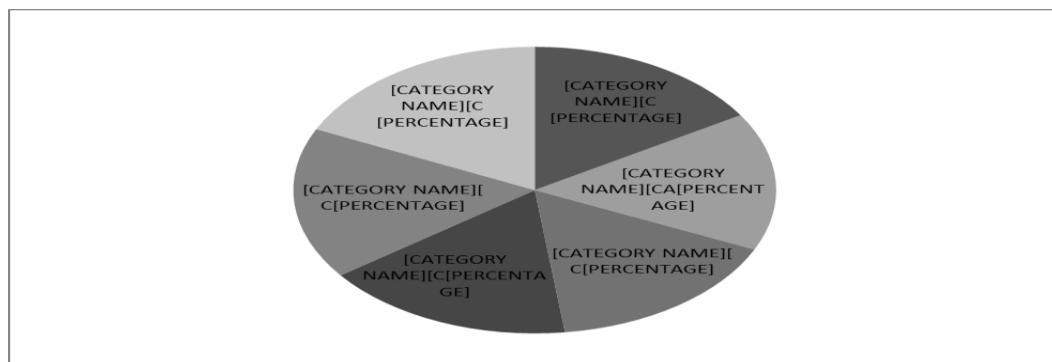 [CATEGORY
NAME][C
[PERCENTAGE]
[CATEGORY
NAME][C
[PERCENTAGE]
[CATEGORY
NAME][CA[PERCENT
AGE]
[CATEGORY NAME][
C[PERCENTAGE]
[CATEGORY NAME][
C[PERCENTAGE]
[CATEGORY
NAME][C[PERCENTA
GE]